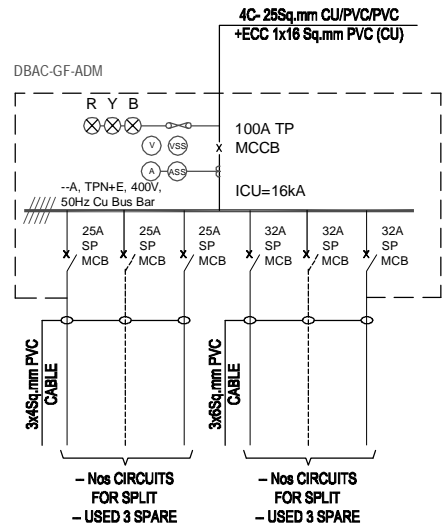 4C- 25Sq.mm CU/PVC/PVC
+ECC 1x16 Sq.mm PVC (CU)
DBAC-GF-ADM
R Y B
V VSS
A ASS
100A TP
MCCB
ICU=16kA
--A, TPN+E, 400V,
50Hz Cu Bus Bar
25A
SP
MCB
25A
SP
MCB
25A
SP
MCB
32A
SP
MCB
32A
SP
MCB
32A
SP
MCB
3x4Sq.mm PVC
CABLE
3x6Sq.mm PVC
CABLE
– Nos CIRCUITS
FOR SPLIT
– USED 3 SPARE
– Nos CIRCUITS
FOR SPLIT
– USED 3 SPARE